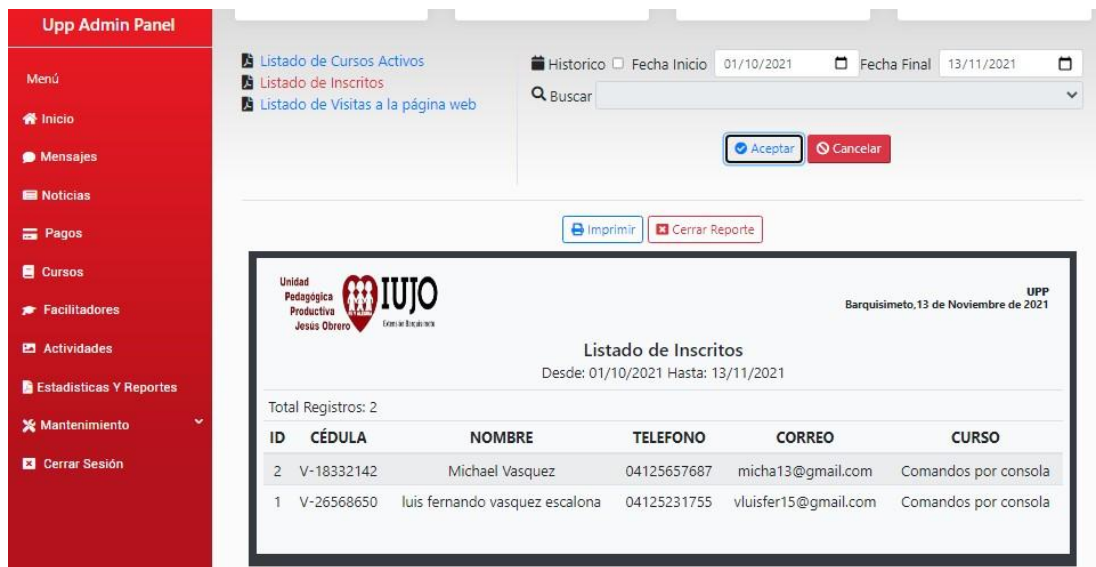 Upp Admin Panel
Menú
Inicio
Mensajes
Noticias
Pagos
Cursos
Facilitadores
Actividades
Estadisticas Y Reportes
Mantenimiento
Cerrar Sesión
Listado de Cursos Activos
Listado de Inscritos
Listado de Visitas a la página web
Historico Fecha Inicio 01/10/2021 Fecha Final 13/11/2021
Buscar
Aceptar Cancelar
Imprimir Cerrar Reporte
Unidad
Pedagógica
Productiva
Jesús Obrero
IUJO
UPP
Barquisimeto,13 de Noviembre de 2021
Listado de Inscritos
Desde: 01/10/2021 Hasta: 13/11/2021
Total Registros: 2
ID CÉDULA NOMBRE TELEFONO CORREO CURSO
2 V-18332142 Michael Vasquez 04125657687 micha13@gmail.com Comandos por consola
1 V-26568650 luis fernando vasquez escalona 04125231755 vluisfer15@gmail.com Comandos por consola